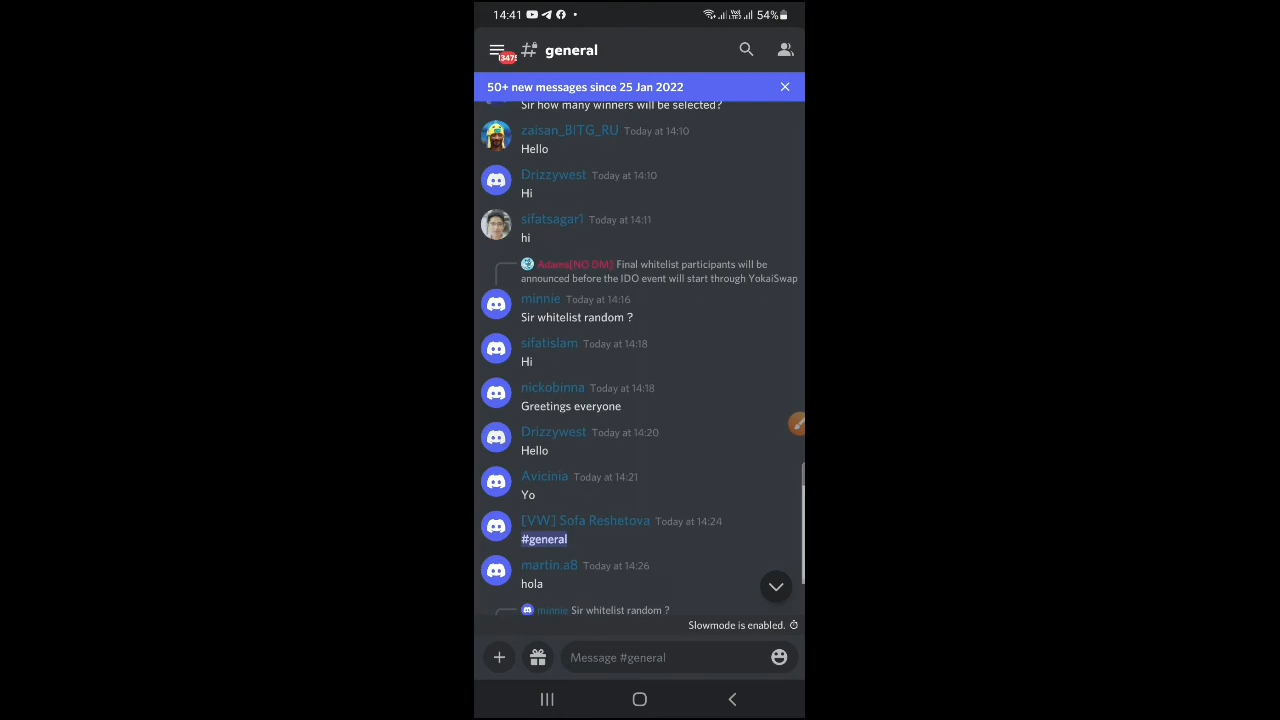 14:41 54%
13475 general
50+ new messages since 25 Jan 2022
Sir how many winners will be selected?
zaisan_BITG_RU Today at 14:10
Hello
Drizzywest Today at 14:10
Hi
sifatsagar1 Today at 14:11
hi
Adams[NO DM] Final whitelist participants will be
announced before the IDO event will start through YokaiSwap
minnie Today at 14:16
Sir whitelist random ?
sifatislam Today at 14:18
Hi
nickobinna Today at 14:18
Greetings everyone
Drizzywest Today at 14:20
Hello
Avicinia Today at 14:21
Yo
[VW] Sofa Reshetova Today at 14:24
#general
martin.a8 Today at 14:26
hola
minnie Sir whitelist random ?
Slowmode is enabled.
Message #general